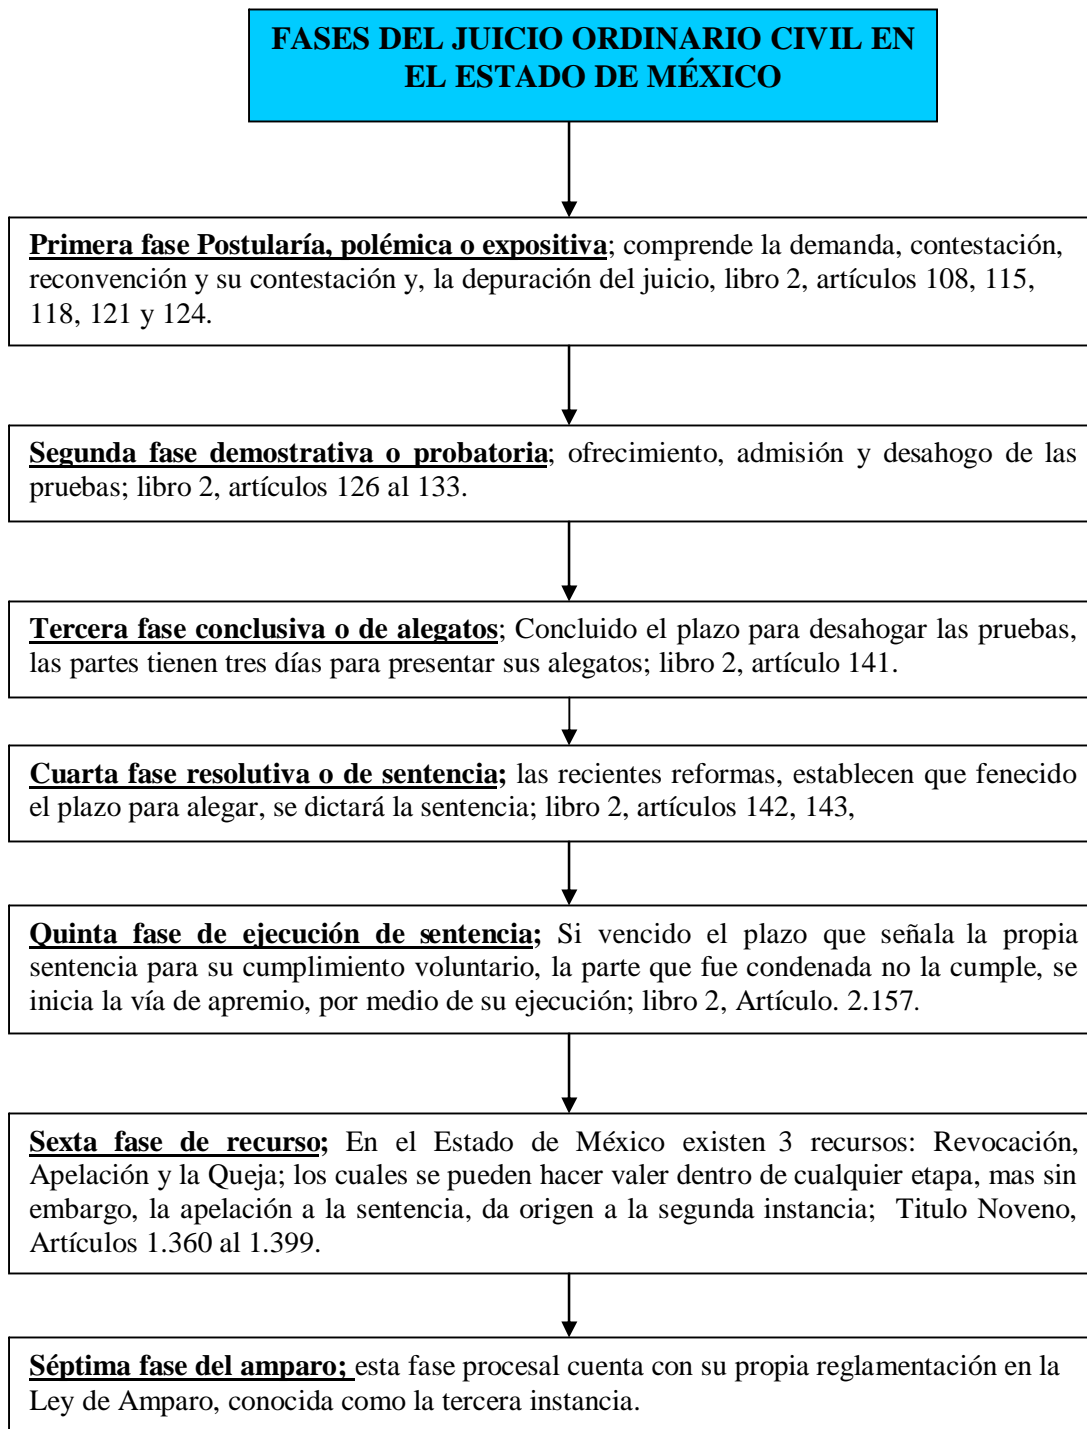 FASES DEL JUICIO ORDINARIO CIVIL EN
EL ESTADO DE MÉXICO
Primera fase Postularía, polémica o expositiva; comprende la demanda, contestación,
reconvención y su contestación y, la depuración del juicio, libro 2, artículos 108, 115,
118, 121 y 124.
Segunda fase demostrativa o probatoria; ofrecimiento, admisión y desahogo de las
pruebas; libro 2, artículos 126 al 133.
Tercera fase conclusiva o de alegatos; Concluido el plazo para desahogar las pruebas,
las partes tienen tres días para presentar sus alegatos; libro 2, artículo 141.
Cuarta fase resolutiva o de sentencia; las recientes reformas, establecen que fenecido
el plazo para alegar, se dictará la sentencia; libro 2, artículos 142, 143,
Quinta fase de ejecución de sentencia; Si vencido el plazo que señala la propia
sentencia para su cumplimiento voluntario, la parte que fue condenada no la cumple, se
inicia la vía de apremio, por medio de su ejecución; libro 2, Artículo. 2.157.
Sexta fase de recurso; En el Estado de México existen 3 recursos: Revocación,
Apelación y la Queja; los cuales se pueden hacer valer dentro de cualquier etapa, mas sin
embargo, la apelación a la sentencia, da origen a la segunda instancia; Titulo Noveno,
Artículos 1.360 al 1.399.
Séptima fase del amparo; esta fase procesal cuenta con su propia reglamentación en la
Ley de Amparo, conocida como la tercera instancia.